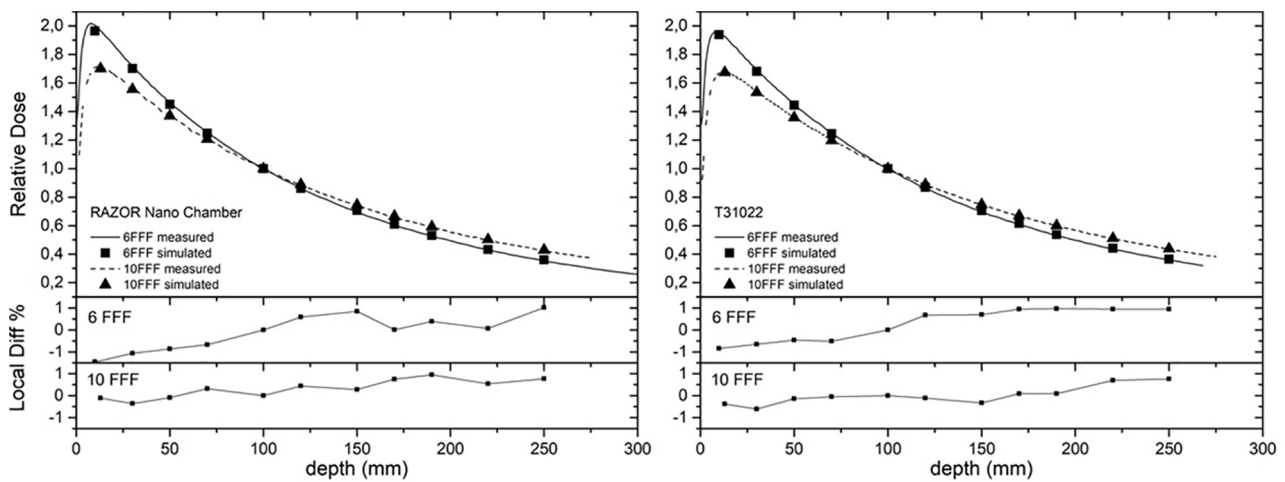 2,0
1,8
1,6
1,4
1,2
1,0
0,8
0,6
0,4
0,2
Relative Dose
RAZOR Nano Chamber
6FFF measured
6FFF simulated
10FFF measured
10FFF simulated
Local Diff %
1
0
-1
6 FFF
1
0
-1
10 FFF
0
50
100
150
200
250
300
depth (mm)
2,0
1,8
1,6
1,4
1,2
1,0
0,8
0,6
0,4
0,2
T31022
6FFF measured
6FFF simulated
10FFF measured
10FFF simulated
1
0
-1
6 FFF
1
0
-1
10 FFF
0
50
100
150
200
250
300
depth (mm)